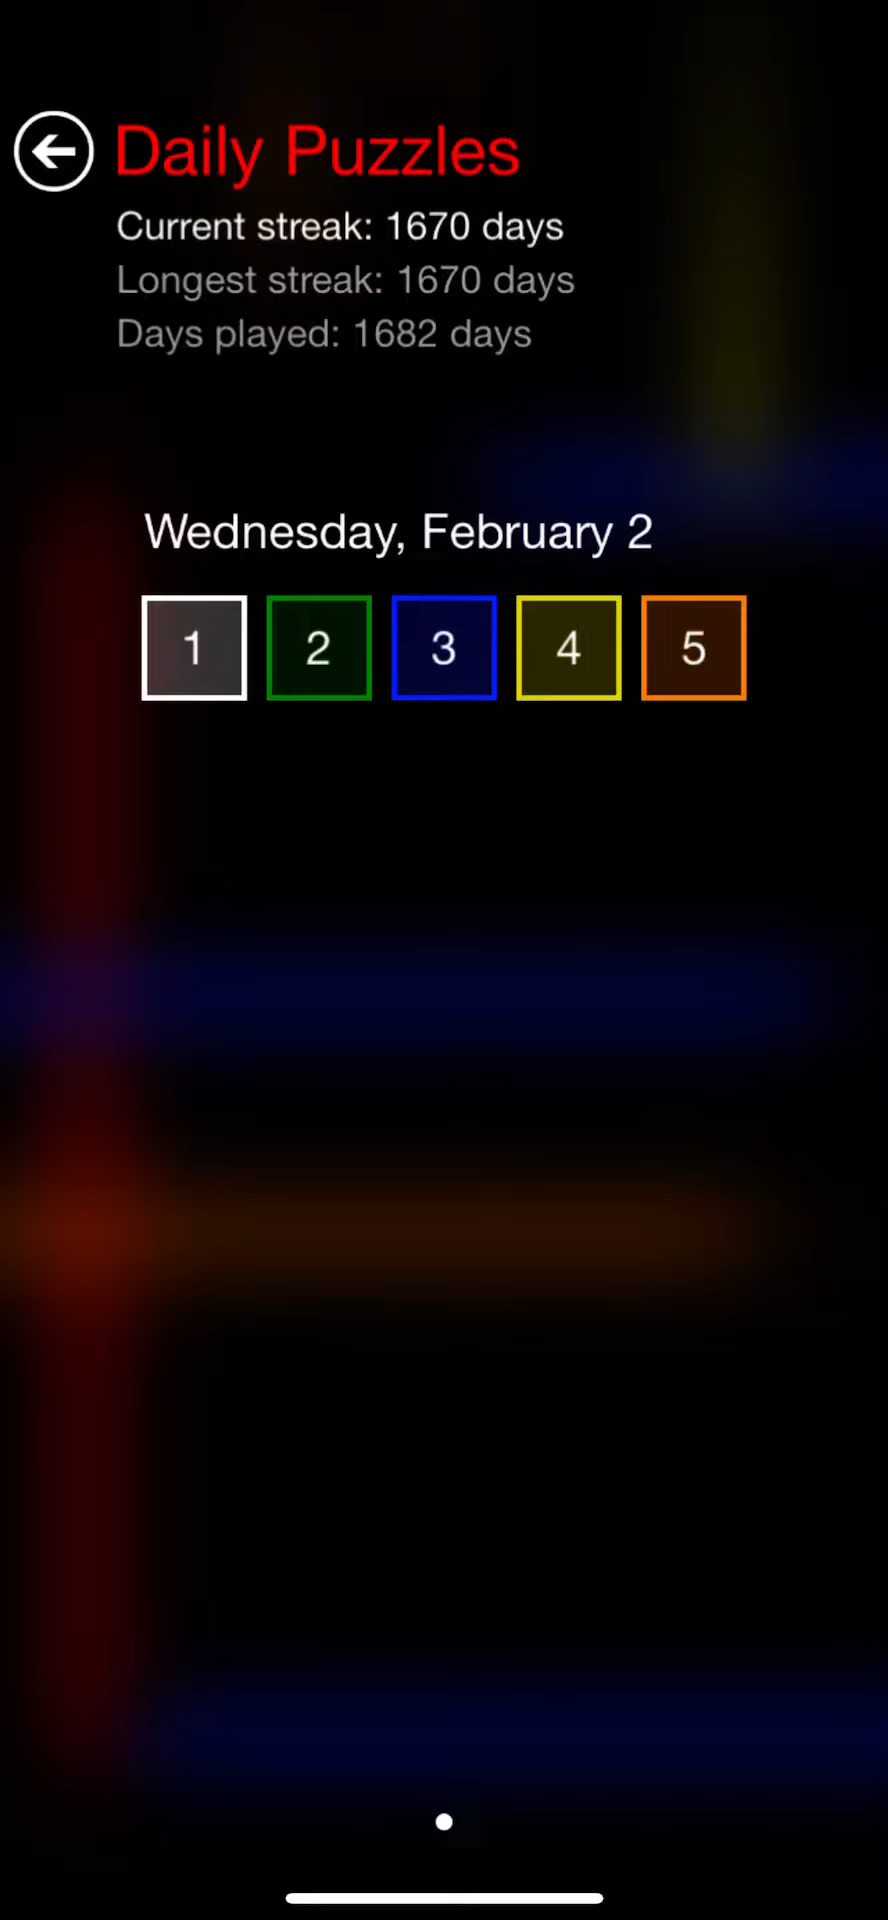 Daily Puzzles
Current streak: 1670 days
Longest streak: 1670 days
Days played: 1682 days
Wednesday, February 2
1 2 3 4 5